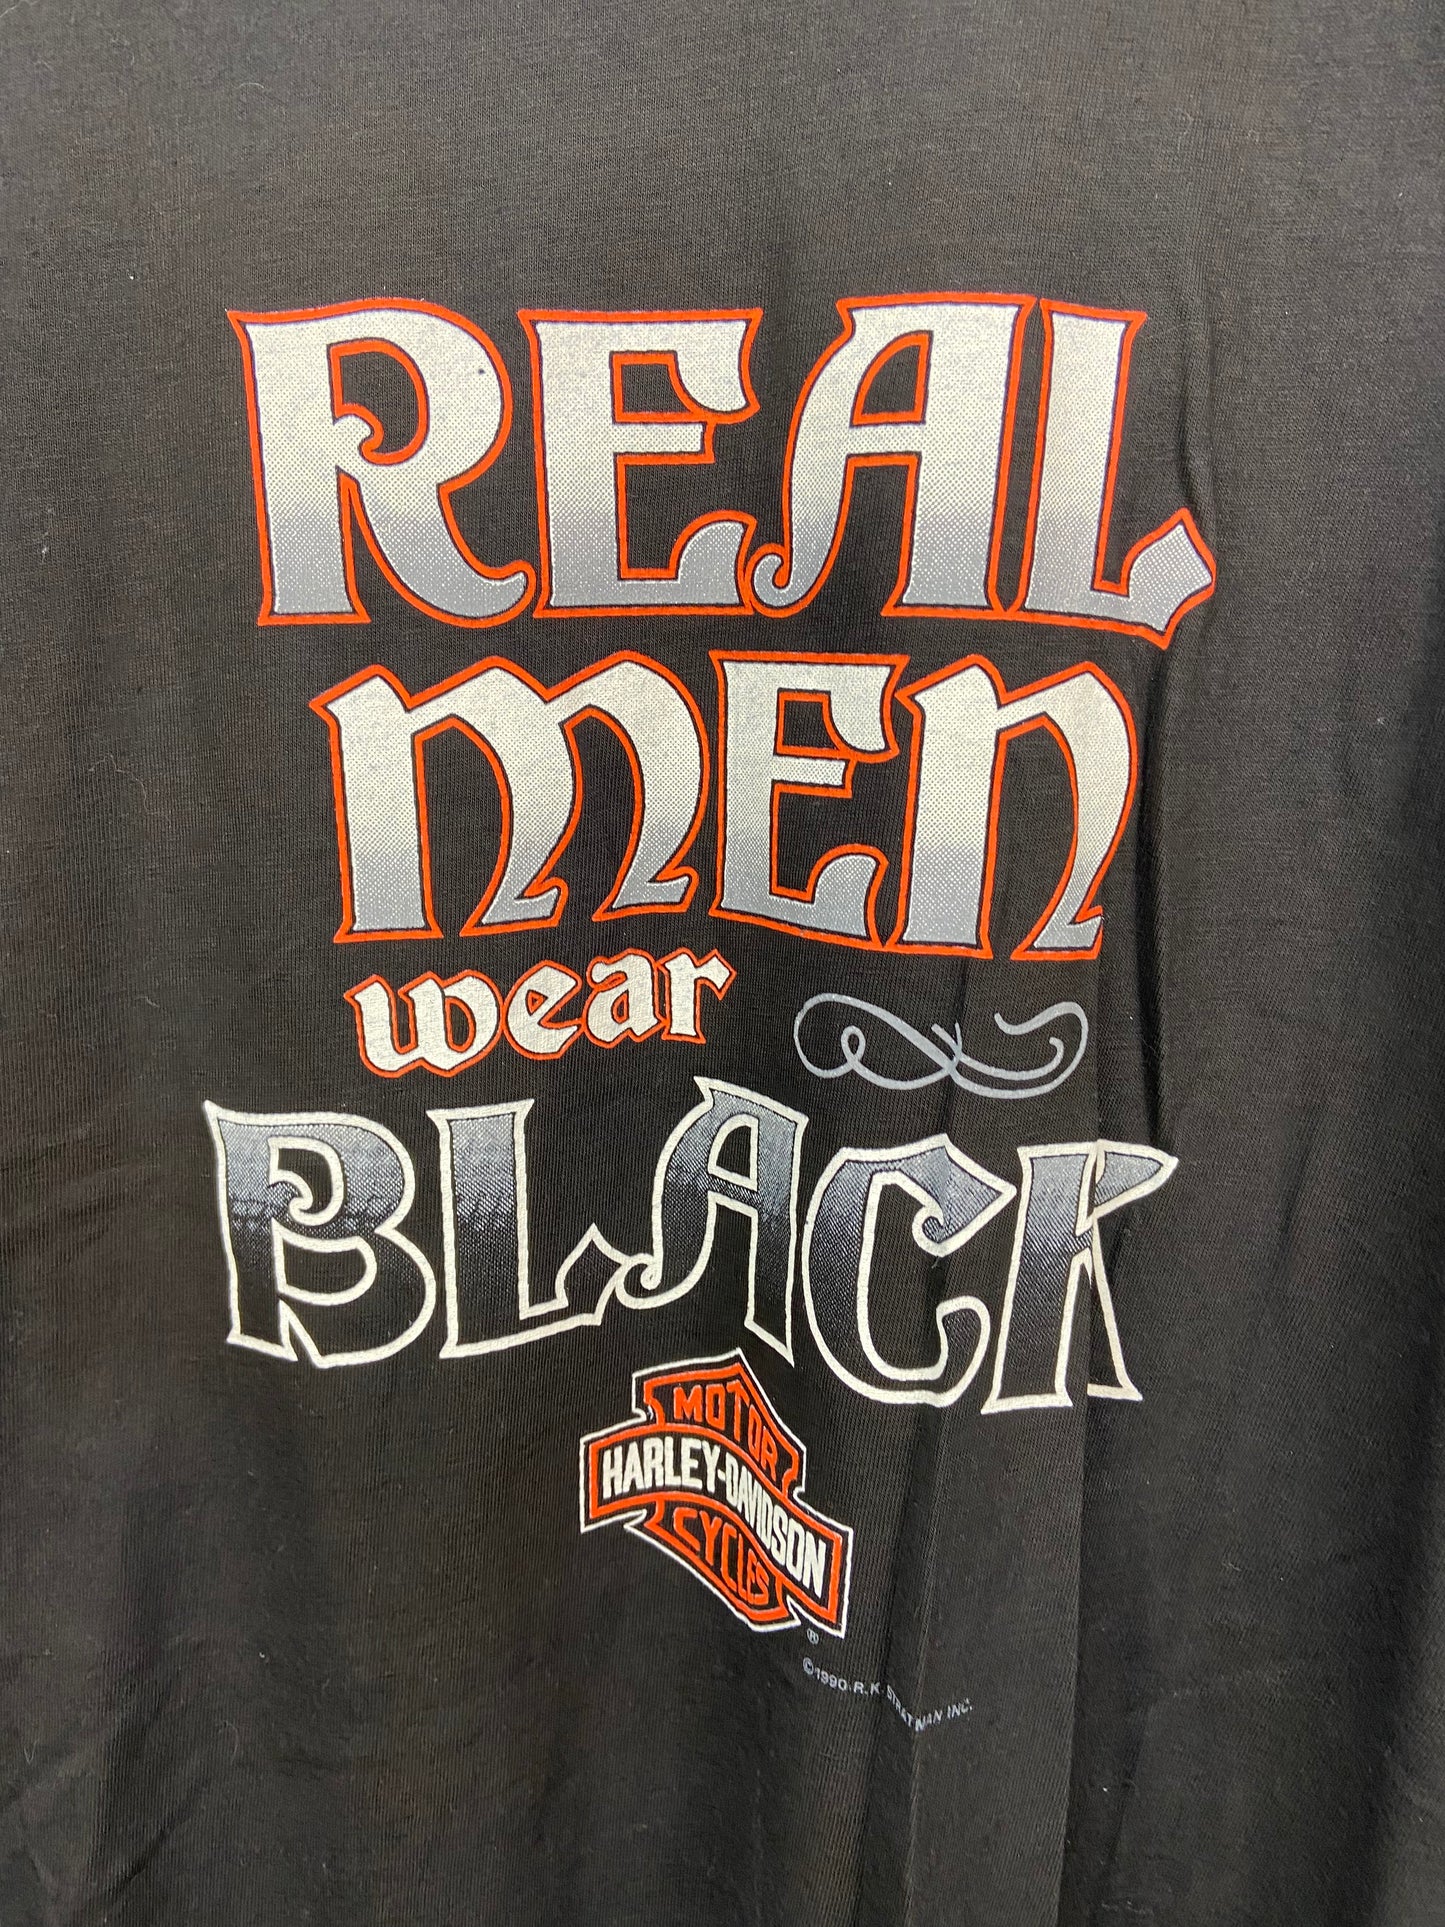 REAL
MEN
wear
BLACK
MOTOR
HARLEY-DAVIDSON
CYCLES
®
©1990 R.K. STRATMAN INC.